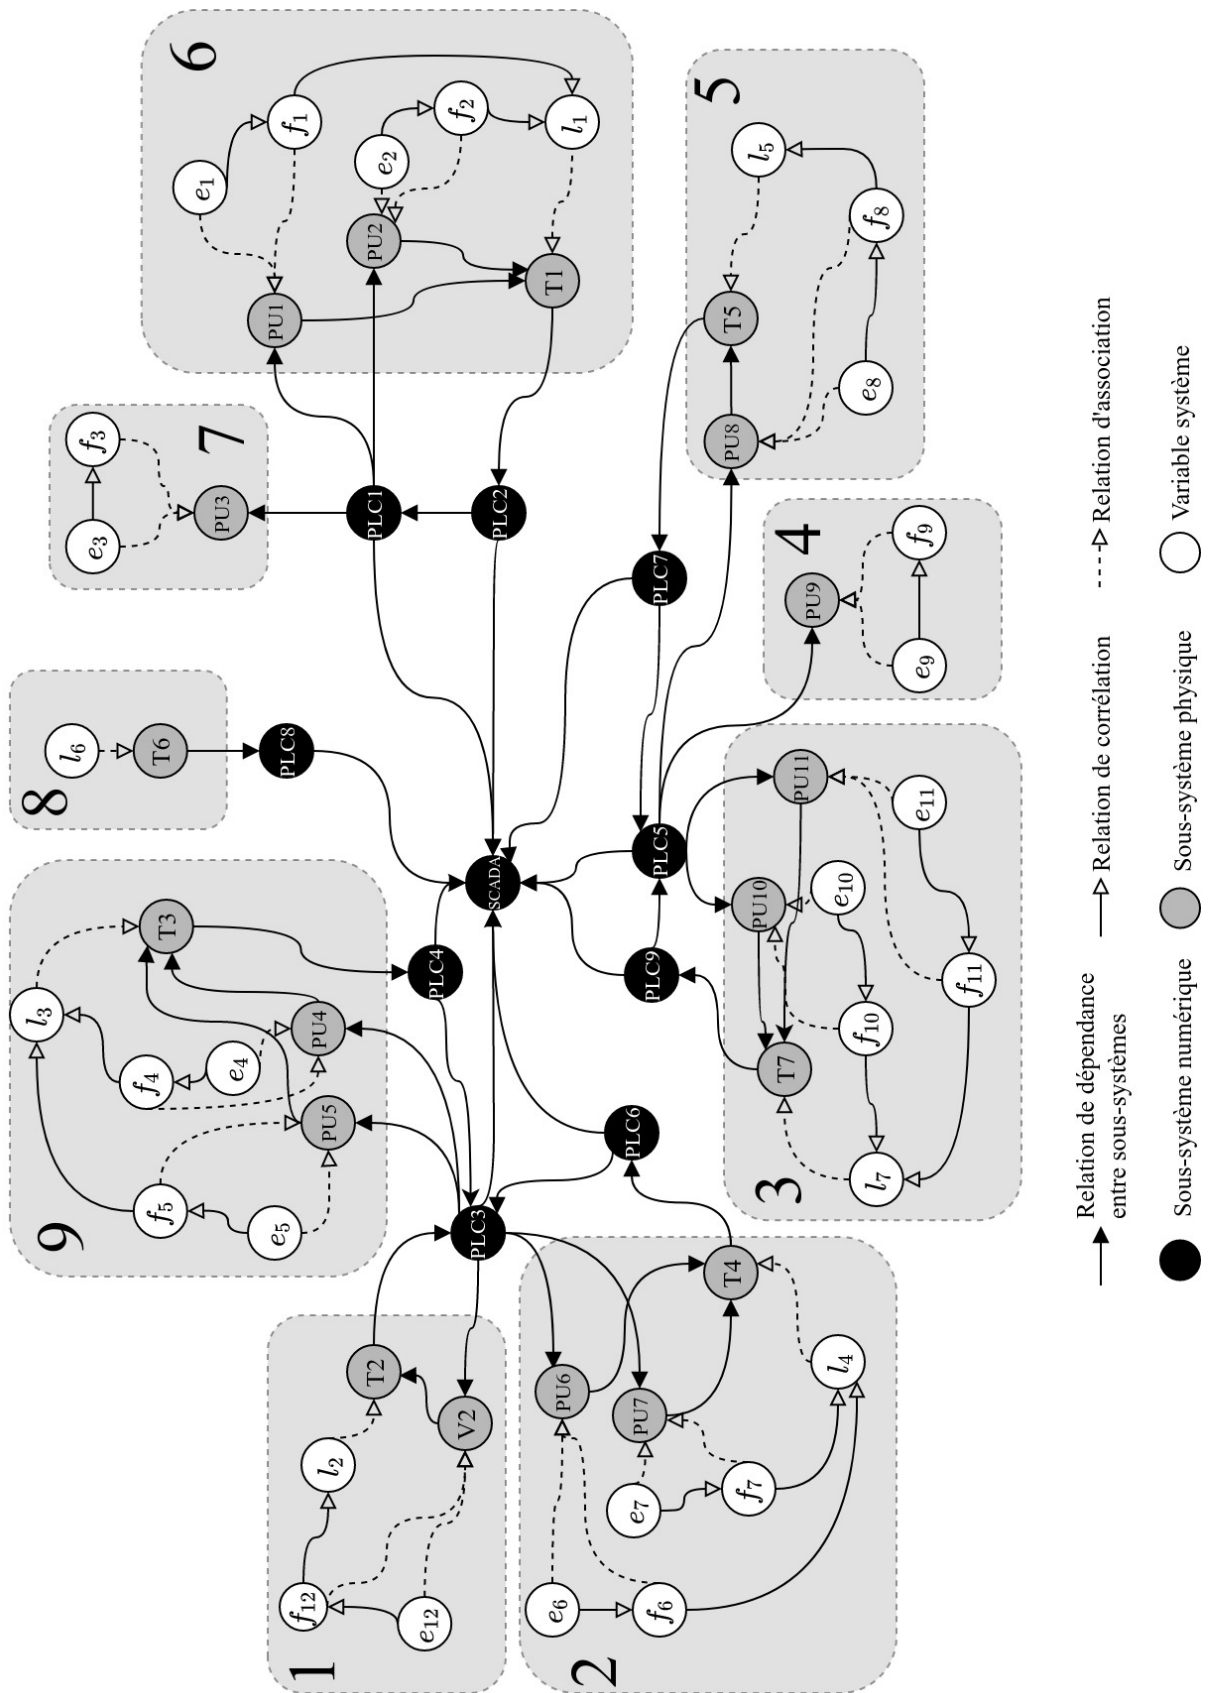 6
e1
f1
e2
f2
l1
PU1
PU2
T1
5
l5
T5
f8
PU8
e8
7
f3
e3
PU3
PLC1
PLC2
PLC7
4
PU9
f9
e9
8
l6
T6
PLC8
SCADA
PLC5
PLC9
PLC4
PLC3
PLC6
PU11
PU10
e10
e11
T7
f10
f11
3
l7
9
l3
T3
f4
e4
PU4
PU5
f5
e5
1
T2
V2
l2
f12
e12
2
T4
PU6
PU7
l4
e7
f7
e6
f6
Relation de dépendance
entre sous-systèmes
Relation de corrélation
Relation d'association
Sous-système numérique
Sous-système physique
Variable système